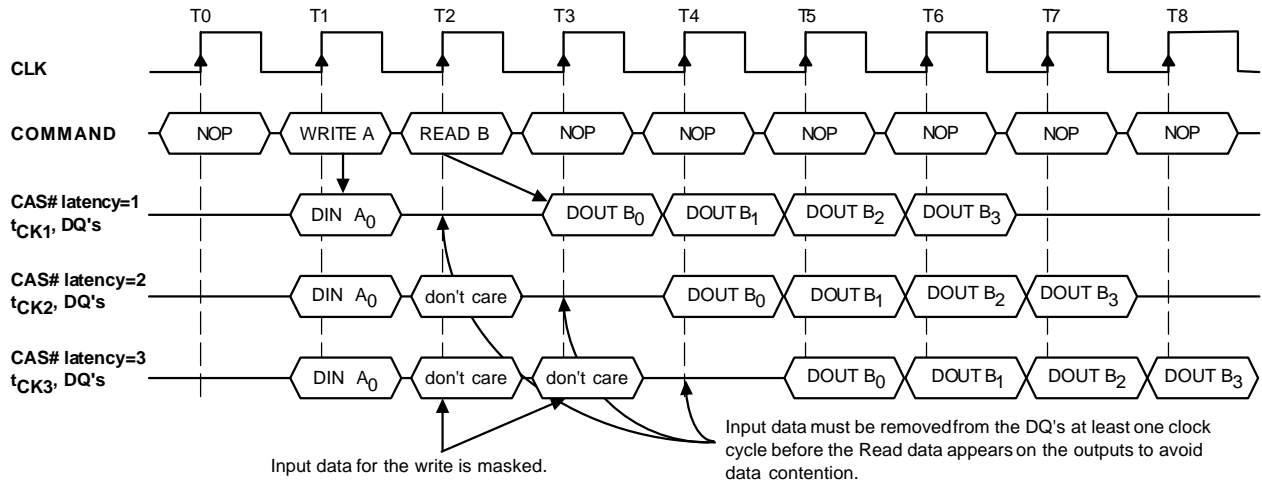 T0 T1 T2 T3 T4 T5 T6 T7 T8
CLK
COMMAND NOP WRITE A READ B NOP NOP NOP NOP NOP NOP
CAS# latency=1
tCK1, DQ's DIN A0 DOUT B0 DOUT B1 DOUT B2 DOUT B3
CAS# latency=2
tCK2, DQ's DIN A0 don't care DOUT B0 DOUT B1 DOUT B2 DOUT B3
CAS# latency=3
tCK3, DQ's DIN A0 don't care don't care DOUT B0 DOUT B1 DOUT B2 DOUT B3
Input data for the write is masked.
Input data must be removed from the DQ's at least one clock
cycle before the Read data appears on the outputs to avoid
data contention.